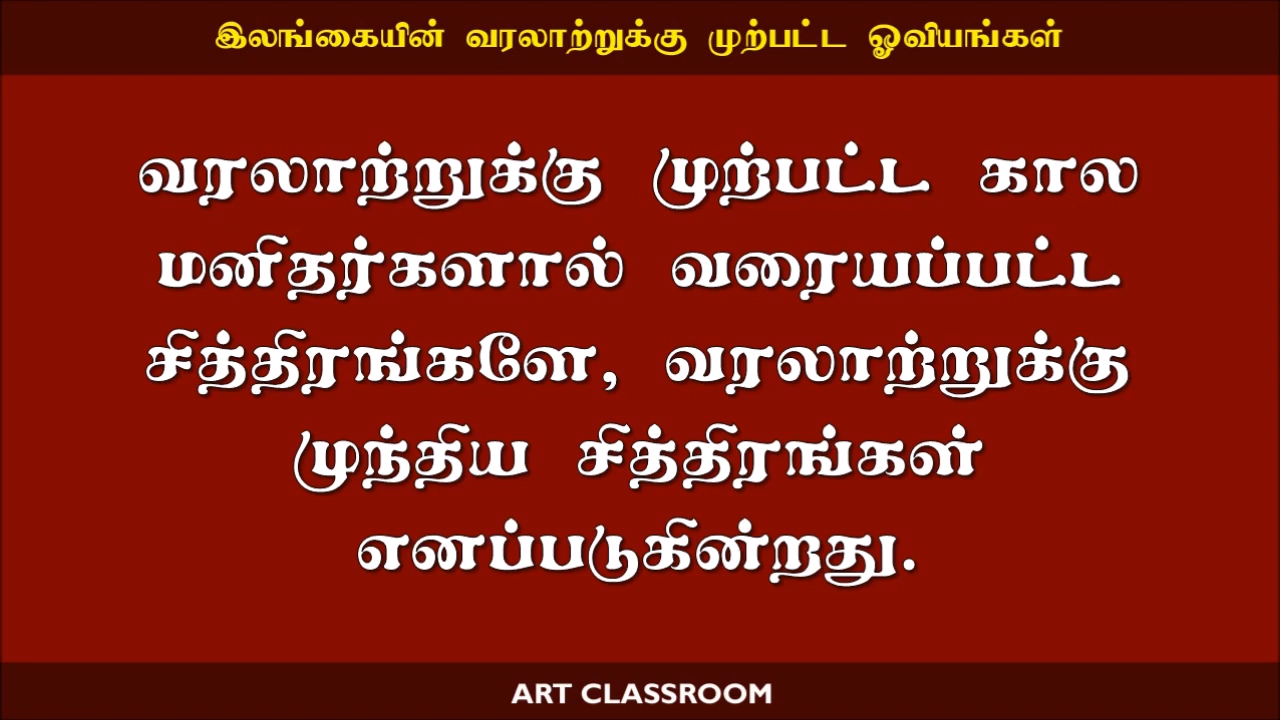 இலங்கையின் வரலாற்றுக்கு முற்பட்ட ஓவியங்கள்
வரலாற்றுக்கு முற்பட்ட கால
மனிதர்களால் வரையப்பட்ட
சித்திரங்களே, வரலாற்றுக்கு
முந்திய சித்திரங்கள்
எனப்படுகின்றது.
ART CLASSROOM